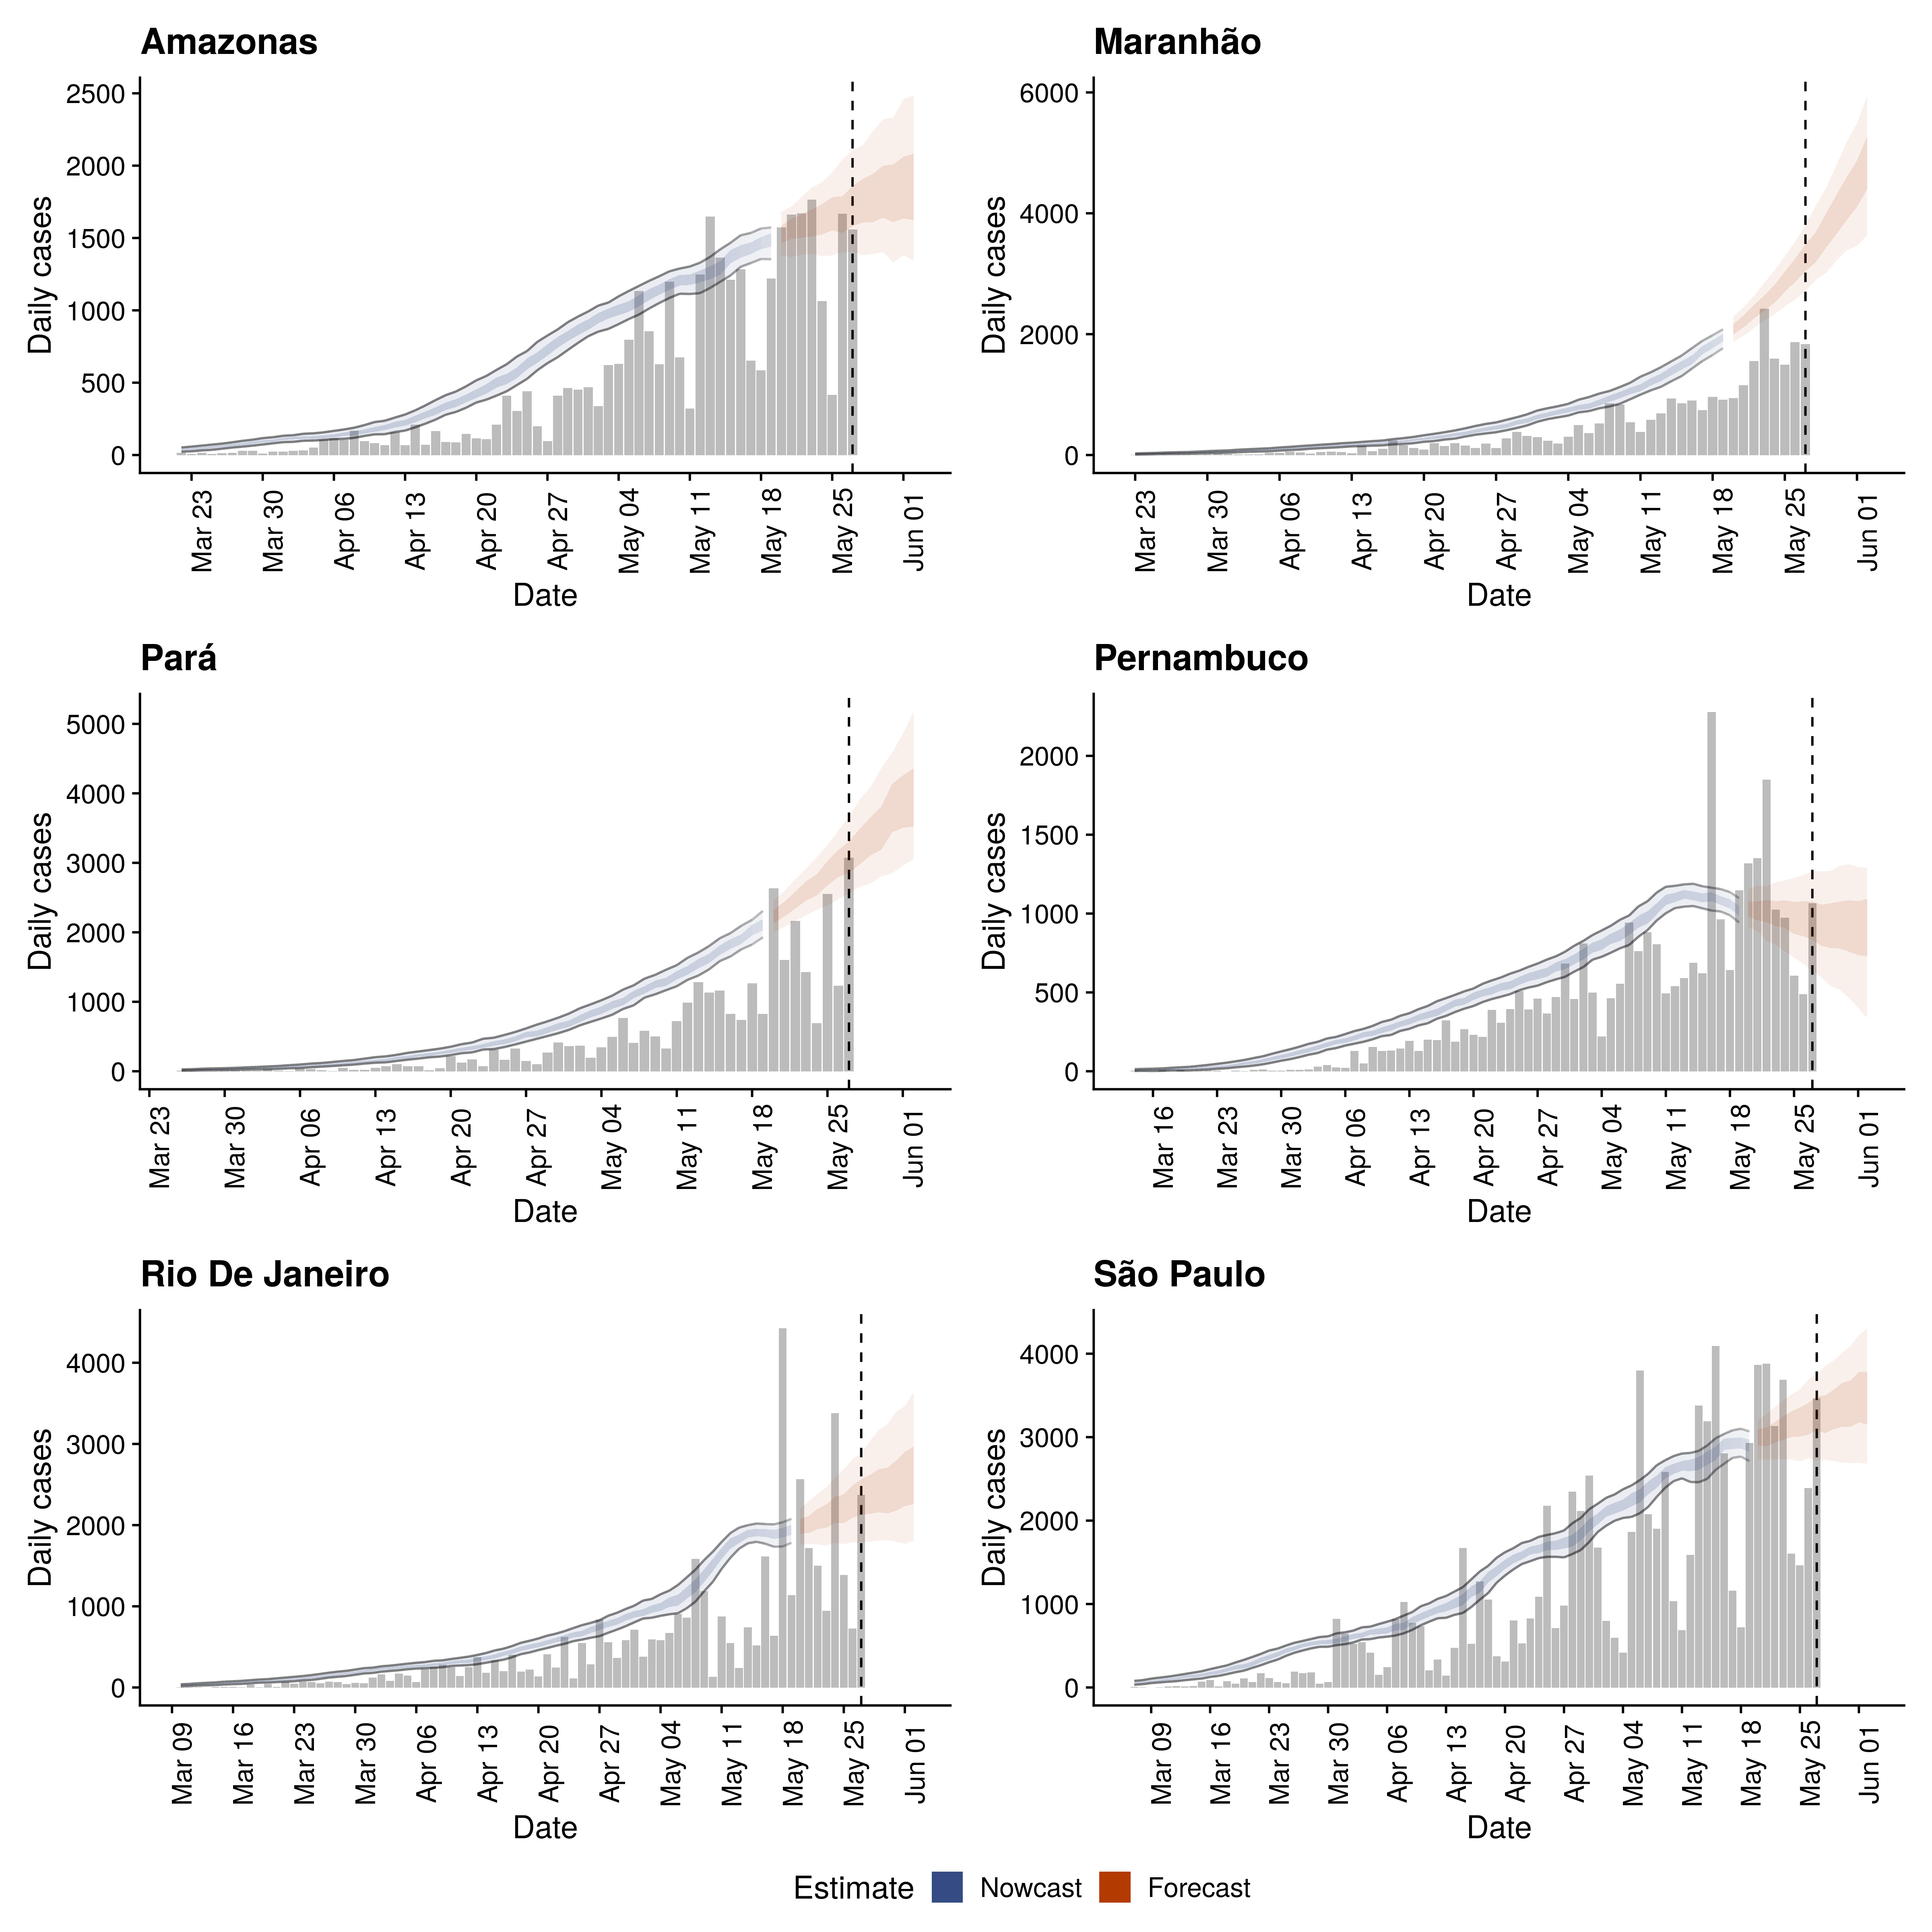 Amazonas
Daily cases
2500
2000
1500
1000
500
0
Mar 23
Mar 30
Apr 06
Apr 13
Apr 20
Apr 27
May 04
May 11
May 18
May 25
Jun 01
Date
Maranhão
Daily cases
6000
4000
2000
0
Mar 23
Mar 30
Apr 06
Apr 13
Apr 20
Apr 27
May 04
May 11
May 18
May 25
Jun 01
Date
Pará
Daily cases
5000
4000
3000
2000
1000
0
Mar 23
Mar 30
Apr 06
Apr 13
Apr 20
Apr 27
May 04
May 11
May 18
May 25
Jun 01
Date
Pernambuco
Daily cases
2000
1500
1000
500
0
Mar 16
Mar 23
Mar 30
Apr 06
Apr 13
Apr 20
Apr 27
May 04
May 11
May 18
May 25
Jun 01
Date
Rio De Janeiro
Daily cases
4000
3000
2000
1000
0
Mar 09
Mar 16
Mar 23
Mar 30
Apr 06
Apr 13
Apr 20
Apr 27
May 04
May 11
May 18
May 25
Jun 01
Date
São Paulo
Daily cases
4000
3000
2000
1000
0
Mar 09
Mar 16
Mar 23
Mar 30
Apr 06
Apr 13
Apr 20
Apr 27
May 04
May 11
May 18
May 25
Jun 01
Date
Estimate Nowcast Forecast